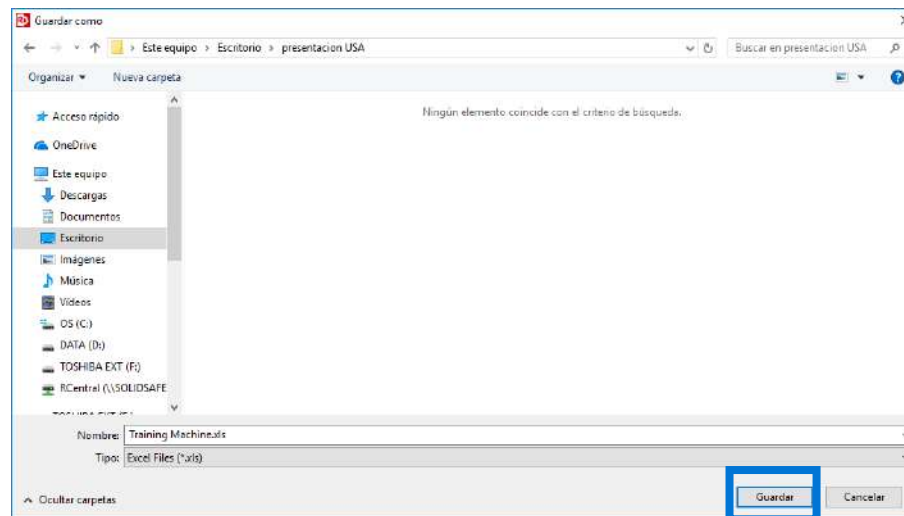 Guardar como
Este equipo > Escritorio > presentacion USA
Buscar en presentacion USA
Organizar
Nueva carpeta
Ningún elemento coincide con el criterio de búsqueda.
Acceso rápido
OneDrive
Este equipo
Descargas
Documentos
Escritorio
Imágenes
Música
Vídeos
OS (C:)
DATA (D:)
TOSHIBA EXT (F:)
RCentral (\\SOLIDSAFE
Nombre: Training Machine.xls
Tipo: Excel Files (*.xls)
Ocultar carpetas
Guardar
Cancelar